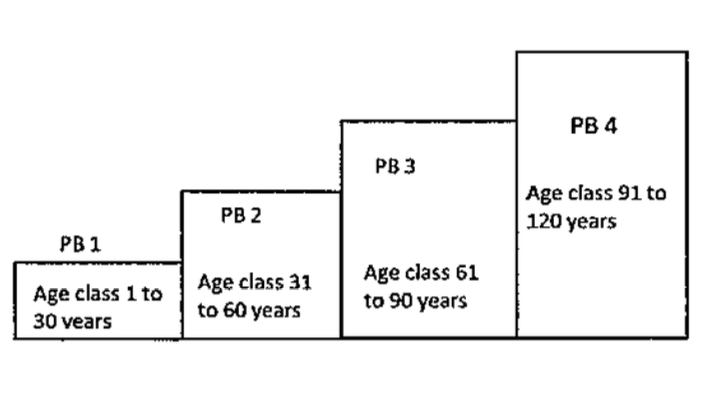 PB 1
Age class 1 to
30 years
PB 2
Age class 31
to 60 years
PB 3
Age class 61
to 90 years
PB 4
Age class 91 to
120 years